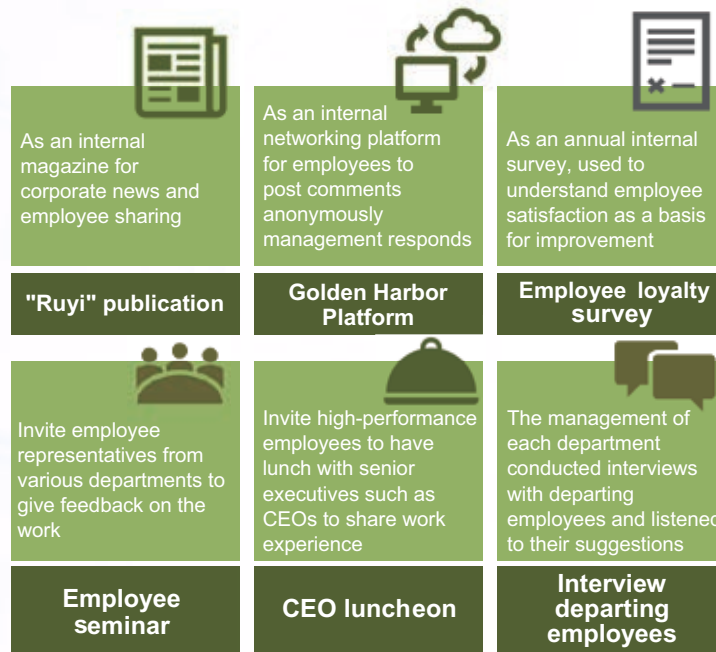 As an internal
magazine for
corporate news and
employee sharing
"Ruyi" publication
As an internal
networking platform
for employees to
post comments
anonymously
management responds
Golden Harbor
Platform
As an annual internal
survey, used to
understand employee
satisfaction as a basis
for improvement
Employee loyalty
survey
Invite employee
representatives from
various departments to
give feedback on the
work
Employee
seminar
Invite high-performance
employees to have
lunch with senior
executives such as
CEOs to share work
experience
CEO luncheon
The management of
each department
conducted interviews
with departing
employees and listened
to their suggestions
Interview
departing
employees